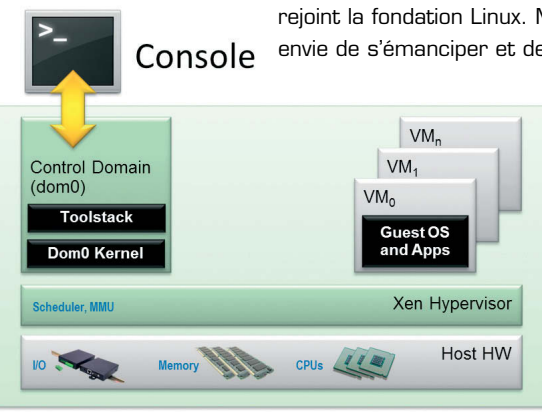 rejoint la fondation Linux.
envie de s'émanciper et de
>_
Console
Control Domain
(dom0)
Toolstack
Dom0 Kernel
VMn
VM1
VM0
Guest OS
and Apps
Scheduler, MMU
Xen Hypervisor
I/O
Memory
CPUs
Host HW